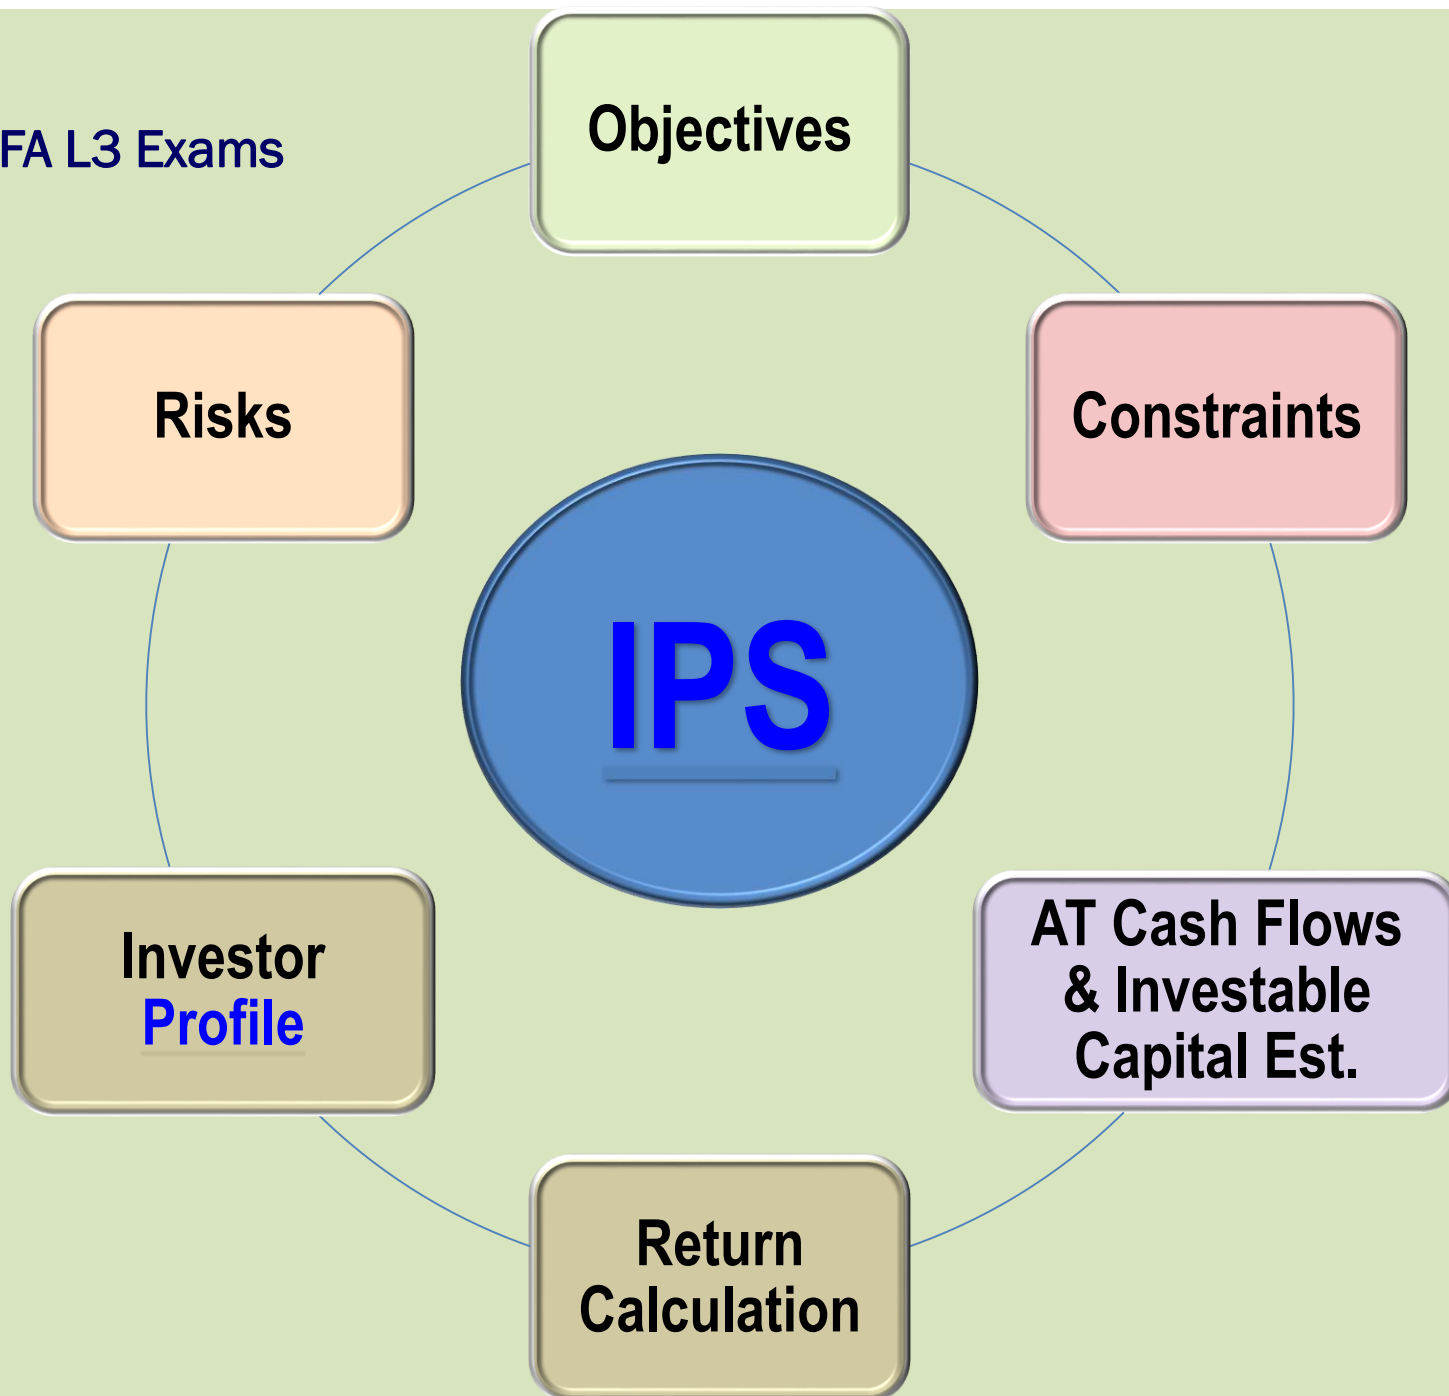 FA L3 Exams
Objectives
Risks
Constraints
IPS
Investor
Profile
AT Cash Flows
& Investable
Capital Est.
Return
Calculation